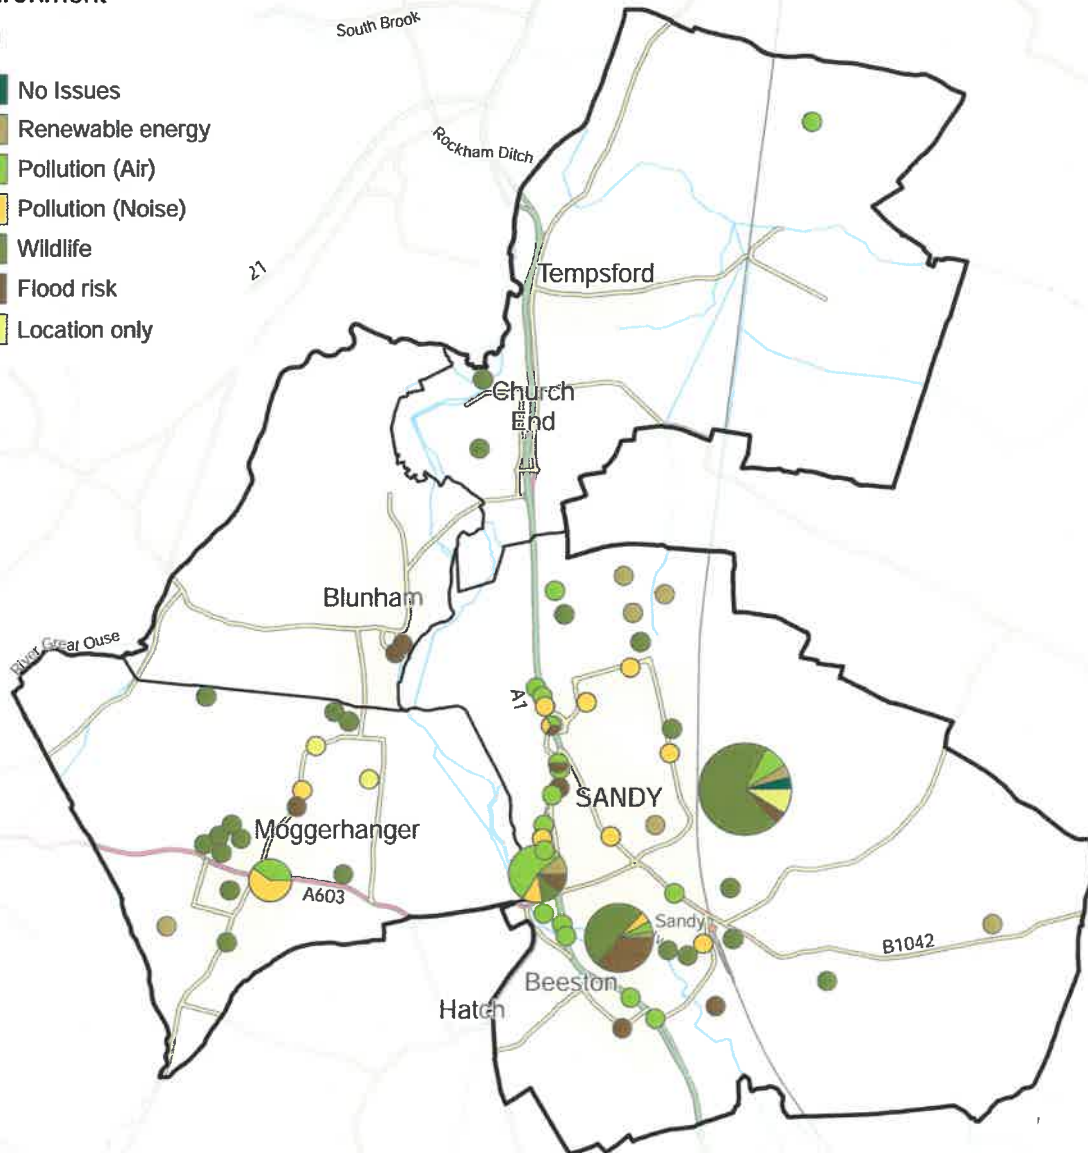 South Brook
No Issues
Renewable energy
Pollution (Air)
Rockham Ditch
Pollution (Noise)
Wildlife
21
Tempsford
Flood risk
Location only
Church
End
Blunham
River Great Ouse
A1
SANDY
Moggerhanger
A603
Sandy
B1042
Beeston
Hatch